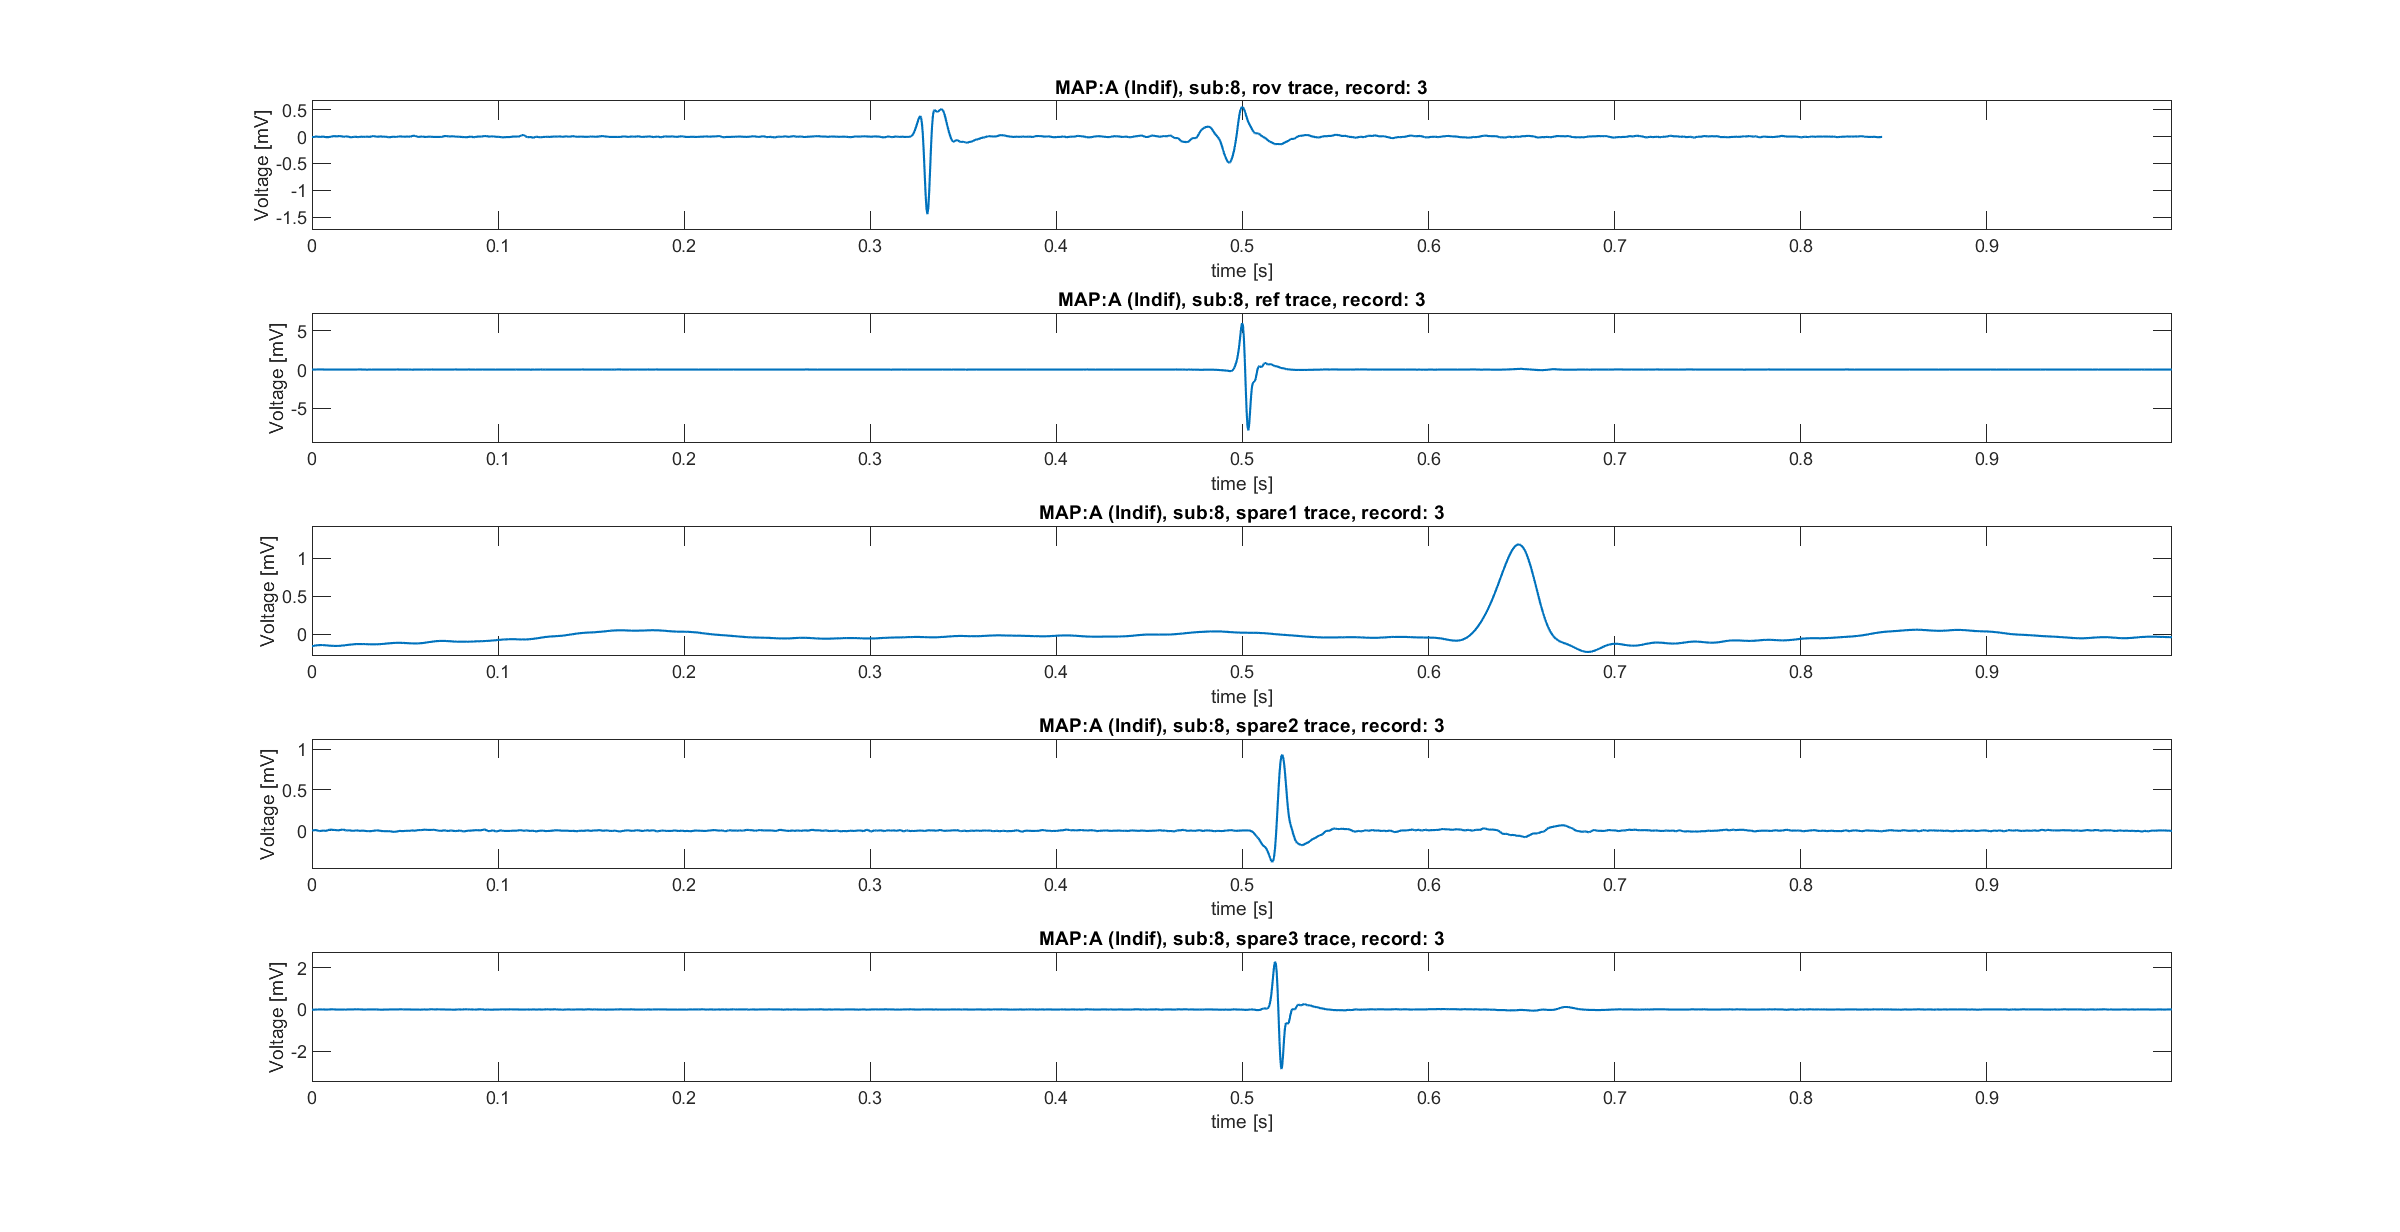 MAP:A (Indif), sub:8, rov trace, record: 3
Voltage [mV]
0.5
0
-0.5
-1
-1.5
0 0.1 0.2 0.3 0.4 0.5 0.6 0.7 0.8 0.9
time [s]
MAP:A (Indif), sub:8, ref trace, record: 3
Voltage [mV]
5
0
-5
0 0.1 0.2 0.3 0.4 0.5 0.6 0.7 0.8 0.9
time [s]
MAP:A (Indif), sub:8, spare1 trace, record: 3
Voltage [mV]
1
0.5
0
0 0.1 0.2 0.3 0.4 0.5 0.6 0.7 0.8 0.9
time [s]
MAP:A (Indif), sub:8, spare2 trace, record: 3
Voltage [mV]
1
0.5
0
0 0.1 0.2 0.3 0.4 0.5 0.6 0.7 0.8 0.9
time [s]
MAP:A (Indif), sub:8, spare3 trace, record: 3
Voltage [mV]
2
0
-2
0 0.1 0.2 0.3 0.4 0.5 0.6 0.7 0.8 0.9
time [s]